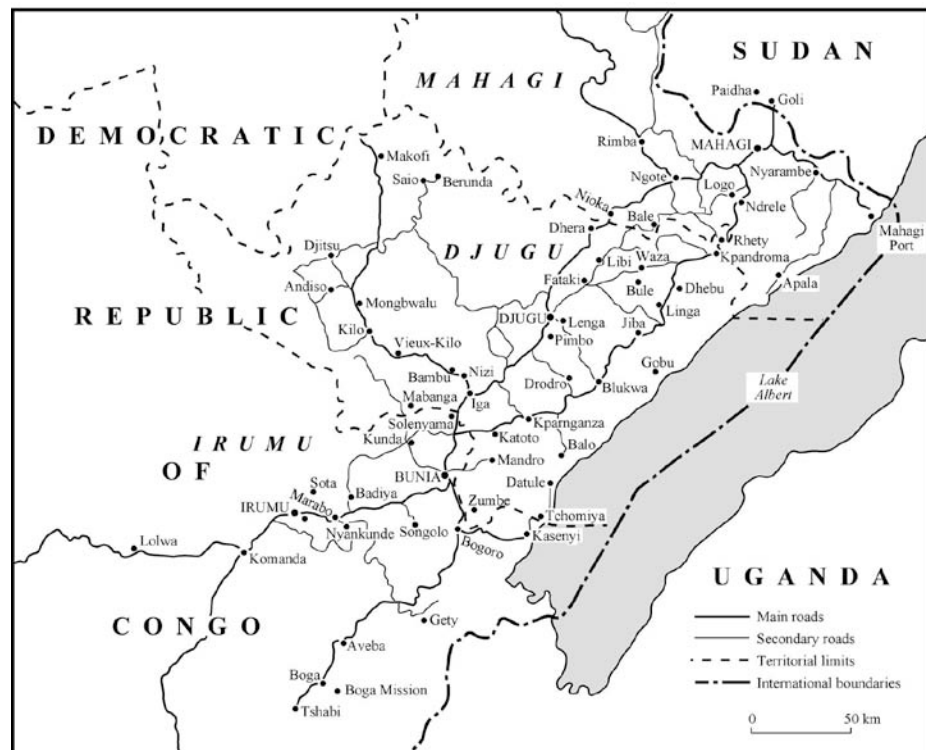 SUDAN
MAHAGI
Paidha
Goli
DEMOCRATIC
Rimba
MAHAGI
Makofi
Saio
Berunda
Ngote
Logo
Nyarambe
Nioka
Ndrele
Bale
Dhera
Mahagi
Port
Djitsu
DJUGU
Rhety
Libi
Waza
Kpandroma
Andiso
Fataki
Bule
Dhebu
Apala
Mongbwalu
REPUBLIC
DJUGU
Lenga
Linga
Kilo
Pimbo
Jiba
Vieux-Kilo
Gobu
Bambu
Nizi
Drodro
Blukwa
Lake
Albert
Mabanga
Iga
Solenyama
Kparnganza
IRUMU
Kunda
Katoto
Balo
OF
Mandro
BUNIA
Sota
Badiya
Datule
Marabo
Zumbe
IRUMU
Tchomiya
Nyankunde
Songolo
Bogoro
Kasenyi
Lolwa
Komanda
UGANDA
CONGO
Gety
Main roads
Secondary roads
Aveba
Territorial limits
Boga
Boga Mission
International boundaries
Tshabi
0 50 km